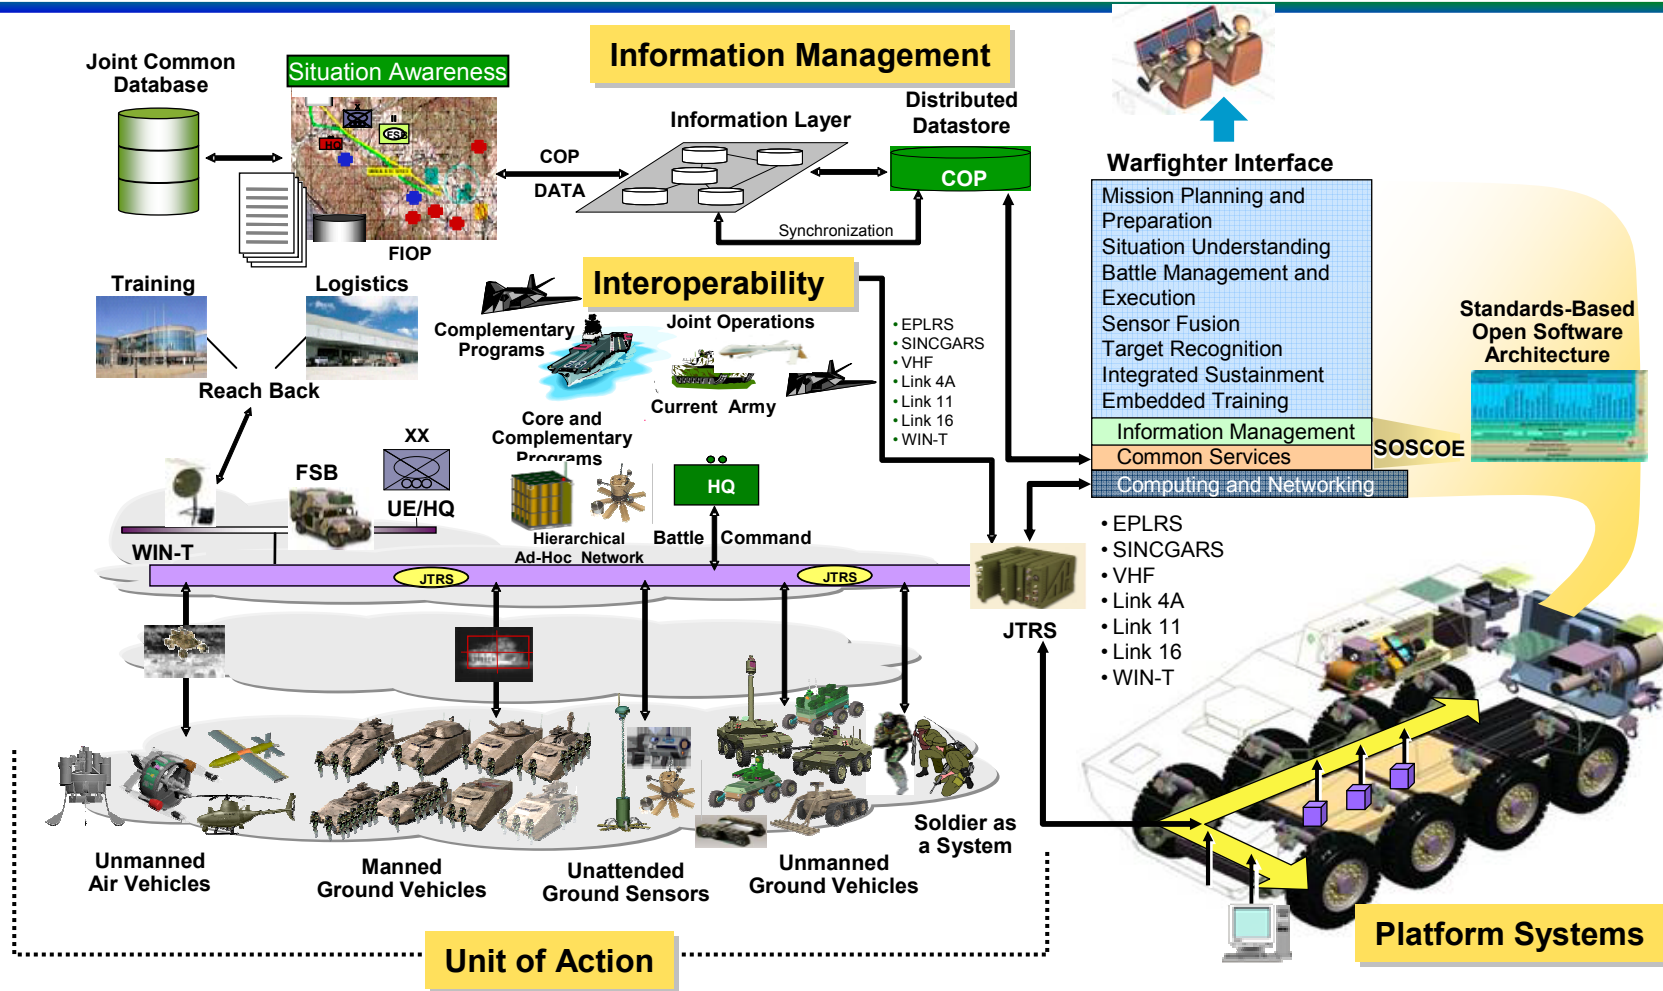 Information Management
Joint Common
Database
Situation Awareness
X
II
FSB
HQ
FIOP
COP
DATA
Information Layer
Distributed
Datastore
COP
Synchronization
Training
Logistics
Reach Back
Interoperability
Complementary
Programs
Joint Operations
Current Army
Core and
Complementary
Programs
• EPLRS
• SINCGARS
• VHF
• Link 4A
• Link 11
• Link 16
• WIN-T
XX
FSB
UE/HQ
WIN-T
HQ
Hierarchical
Ad-Hoc Network
Battle Command
JTRS
JTRS
JTRS
Warfighter Interface
Mission Planning and
Preparation
Situation Understanding
Battle Management and
Execution
Sensor Fusion
Target Recognition
Integrated Sustainment
Embedded Training
Information Management
Common Services
Computing and Networking
SOSCOE
Standards-Based
Open Software
Architecture
• EPLRS
• SINCGARS
• VHF
• Link 4A
• Link 11
• Link 16
• WIN-T
Unmanned
Air Vehicles
Manned
Ground Vehicles
Unattended
Ground Sensors
Unmanned
Ground Vehicles
Soldier as
a System
Unit of Action
Platform Systems